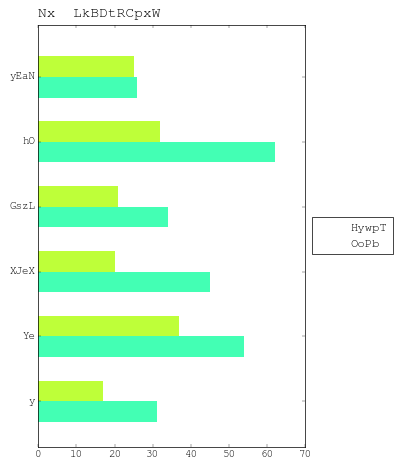 Nx  LkBDtRCpxW
yEaN
hO
GszL
XJeX
Ye
y
HywpT
OoPb
0 10 20 30 40 50 60 70